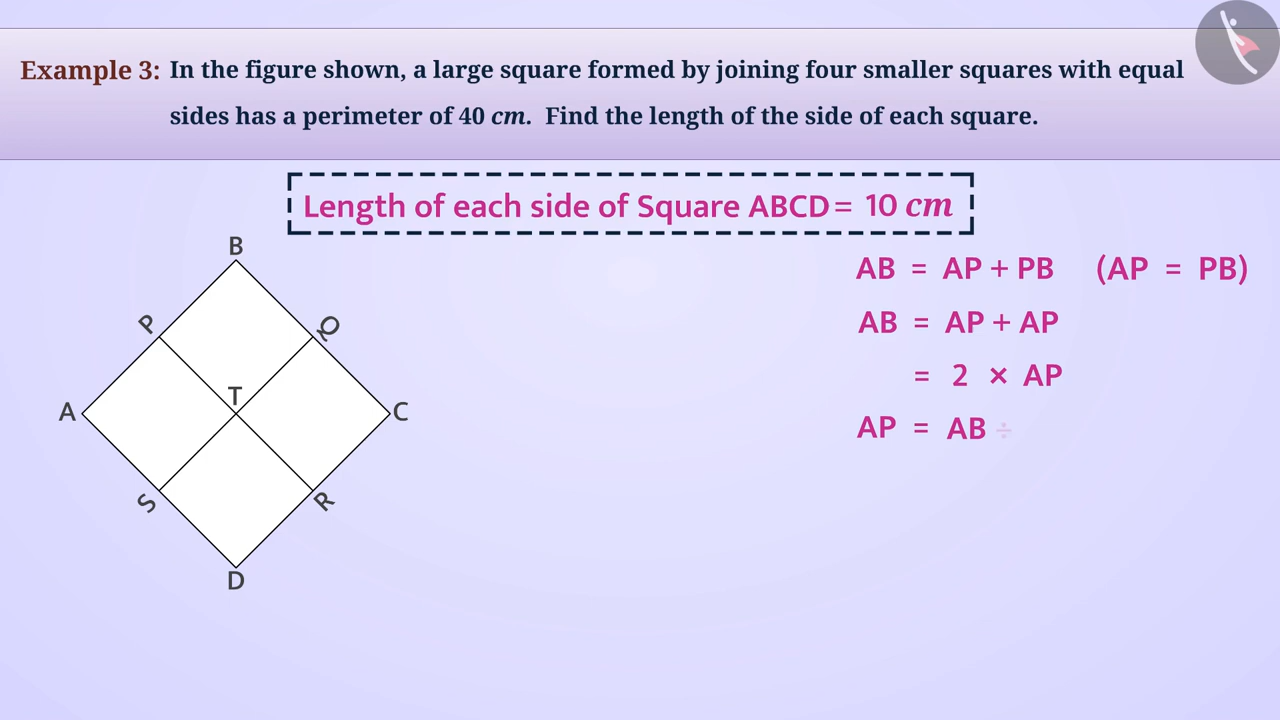 Example 3: In the figure shown, a large square formed by joining four smaller squares with equal
sides has a perimeter of 40 cm. Find the length of the side of each square.
Length of each side of Square ABCD = 10 cm
B
AB = AP + PB (AP = PB)
P
Q
AB = AP + AP
= 2 × AP
T
A
C
AP = AB ÷
S
R
D